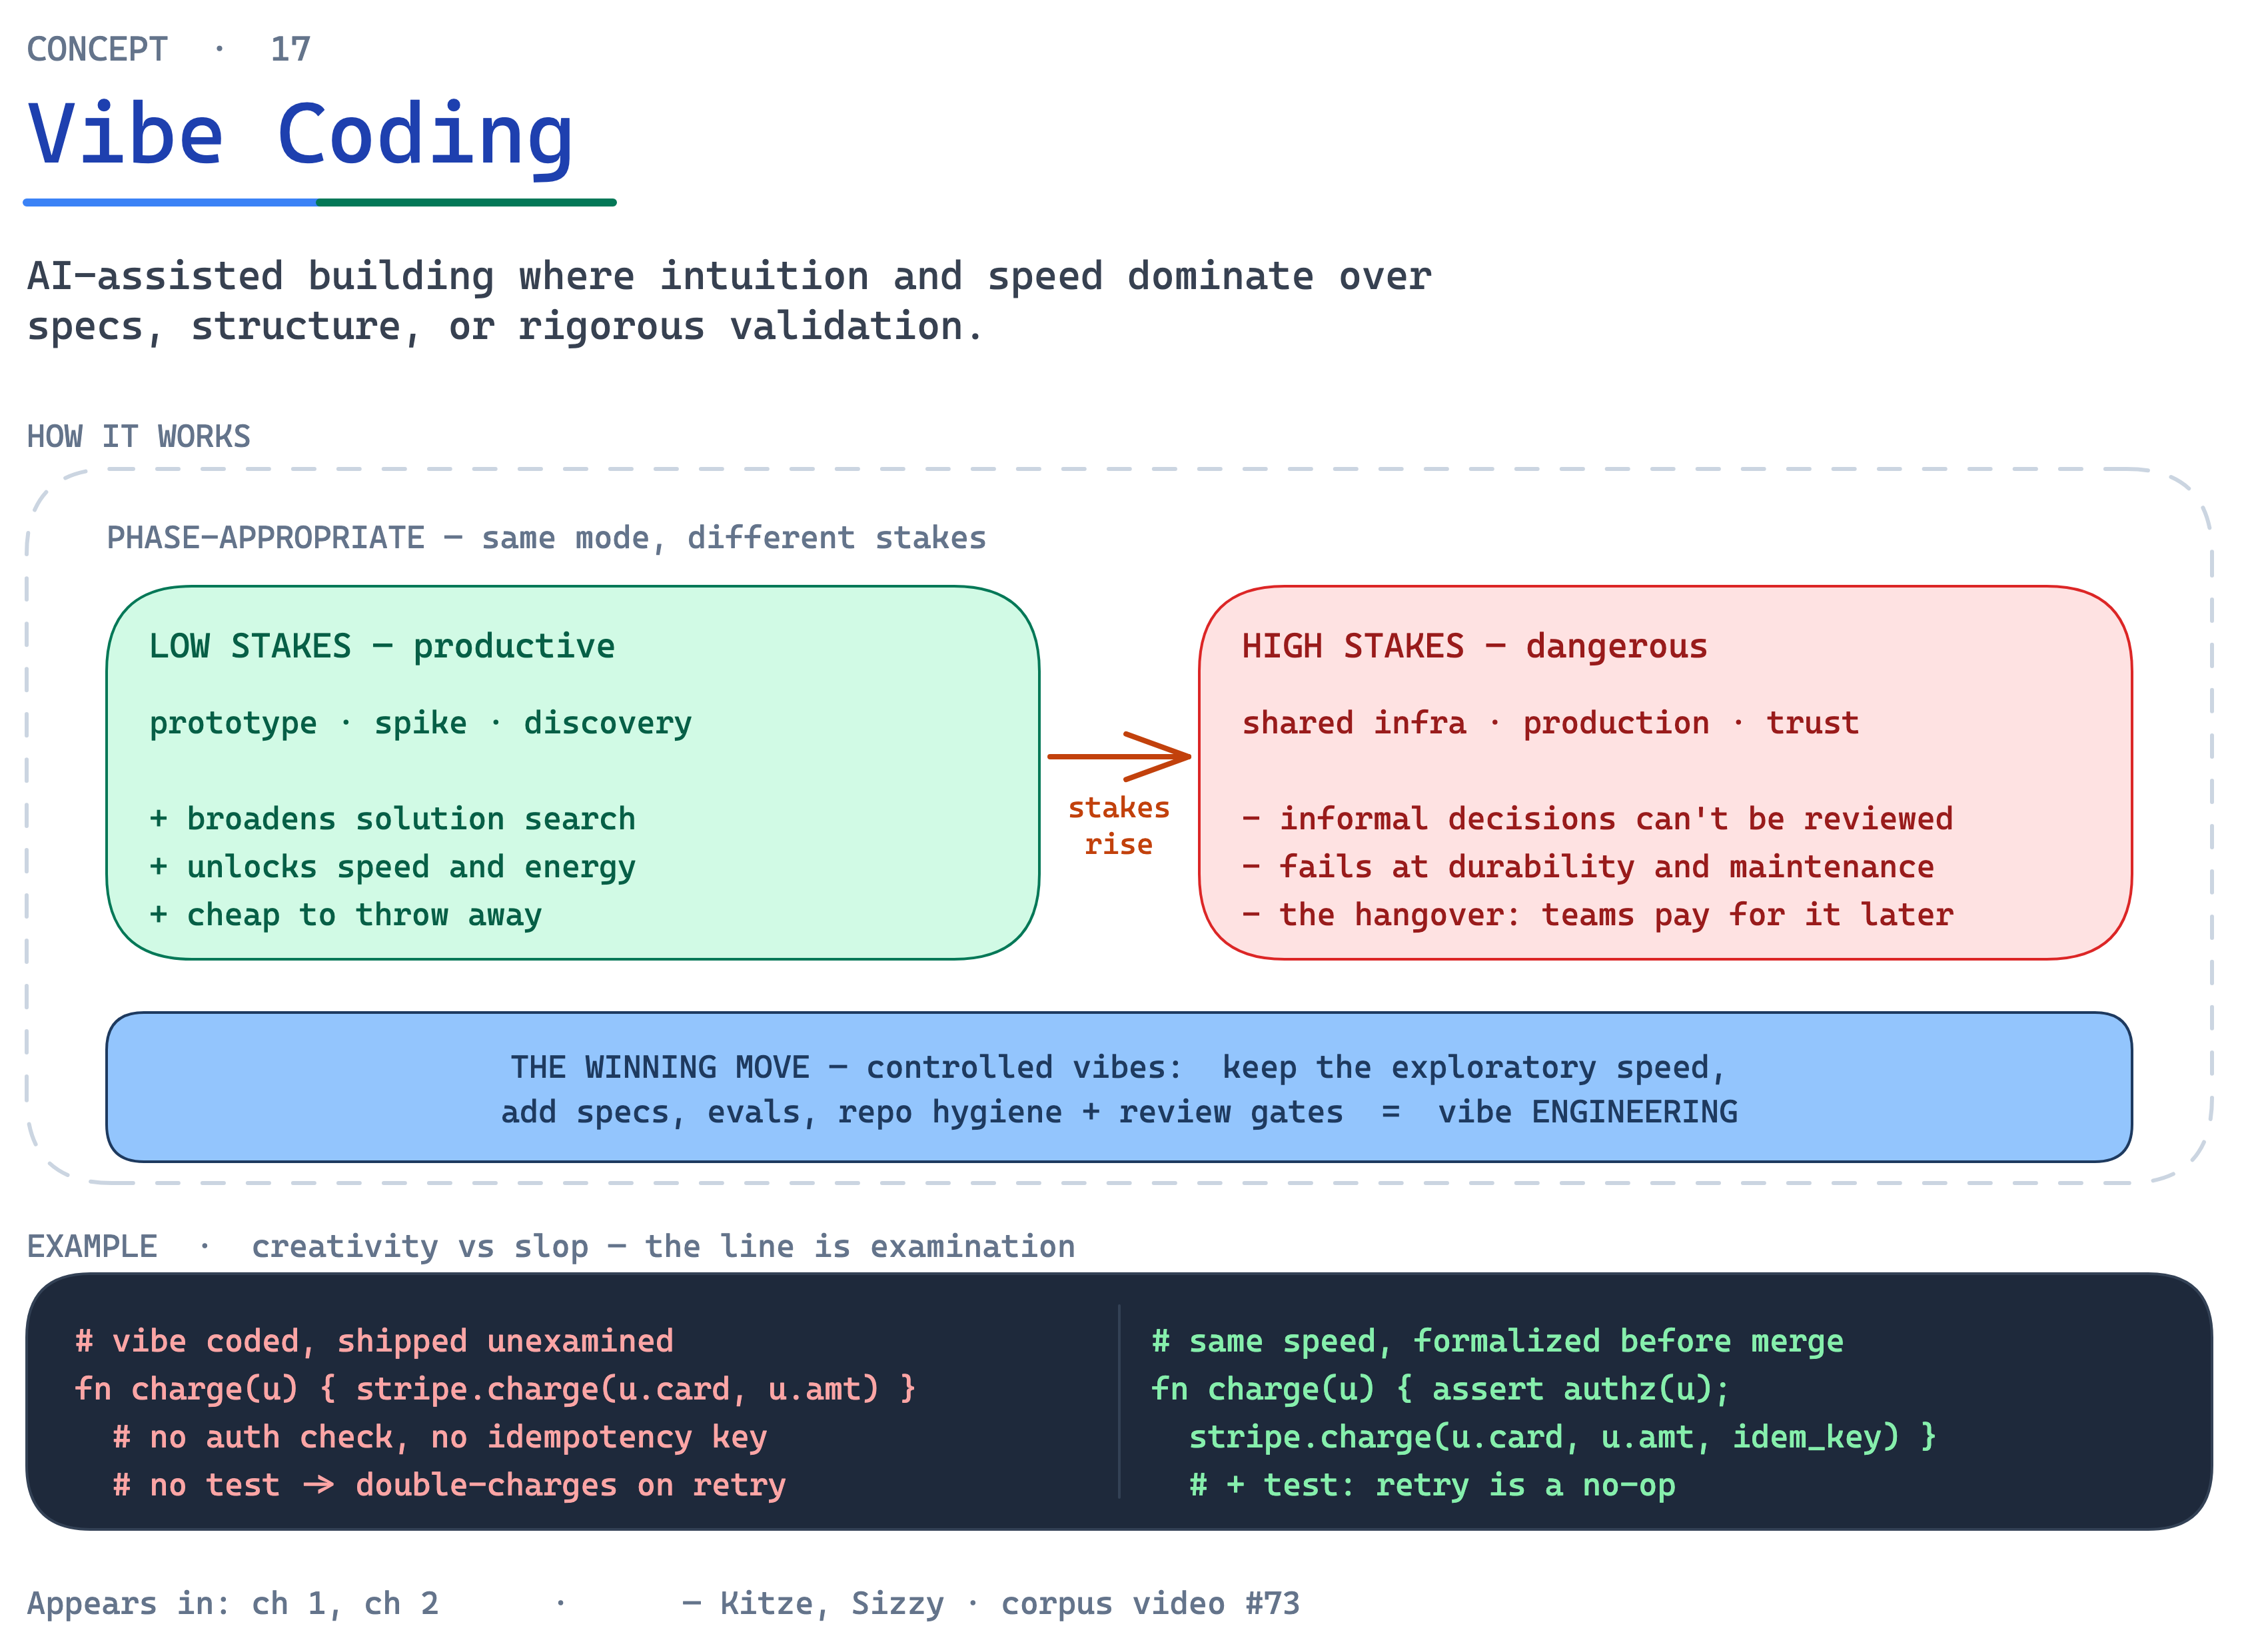 CONCEPT · 17
Vibe Coding
AI-assisted building where intuition and speed dominate over
specs, structure, or rigorous validation.
HOW IT WORKS
PHASE-APPROPRIATE — same mode, different stakes
LOW STAKES — productive
prototype · spike · discovery
+ broadens solution search
+ unlocks speed and energy
+ cheap to throw away
stakes
rise
HIGH STAKES — dangerous
shared infra · production · trust
- informal decisions can't be reviewed
- fails at durability and maintenance
- the hangover: teams pay for it later
THE WINNING MOVE — controlled vibes: keep the exploratory speed,
add specs, evals, repo hygiene + review gates = vibe ENGINEERING
EXAMPLE · creativity vs slop — the line is examination
# vibe coded, shipped unexamined
fn charge(u) { stripe.charge(u.card, u.amt) }
# no auth check, no idempotency key
# no test -> double-charges on retry
# same speed, formalized before merge
fn charge(u) { assert authz(u);
stripe.charge(u.card, u.amt, idem_key) }
# + test: retry is a no-op
Appears in: ch 1, ch 2 · — Kitze, Sizzy · corpus video #73